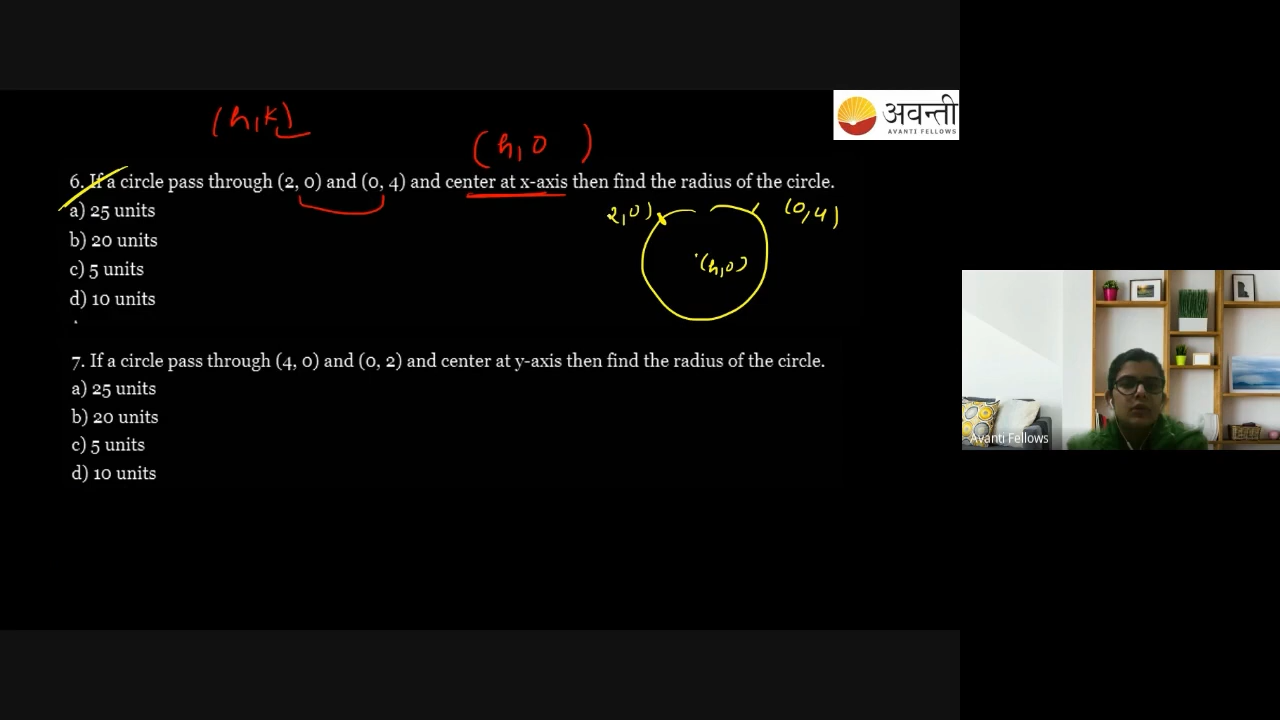 अवन्ती
AVANTI FELLOWS
(h,k)
(h,0 )
6. If a circle pass through (2, 0) and (0, 4) and center at x-axis then find the radius of the circle.
a) 25 units
b) 20 units
c) 5 units
d) 10 units
2,0)
(0,4)
(h,0)
7. If a circle pass through (4, 0) and (0, 2) and center at y-axis then find the radius of the circle.
a) 25 units
b) 20 units
c) 5 units
d) 10 units
Avanti Fellows